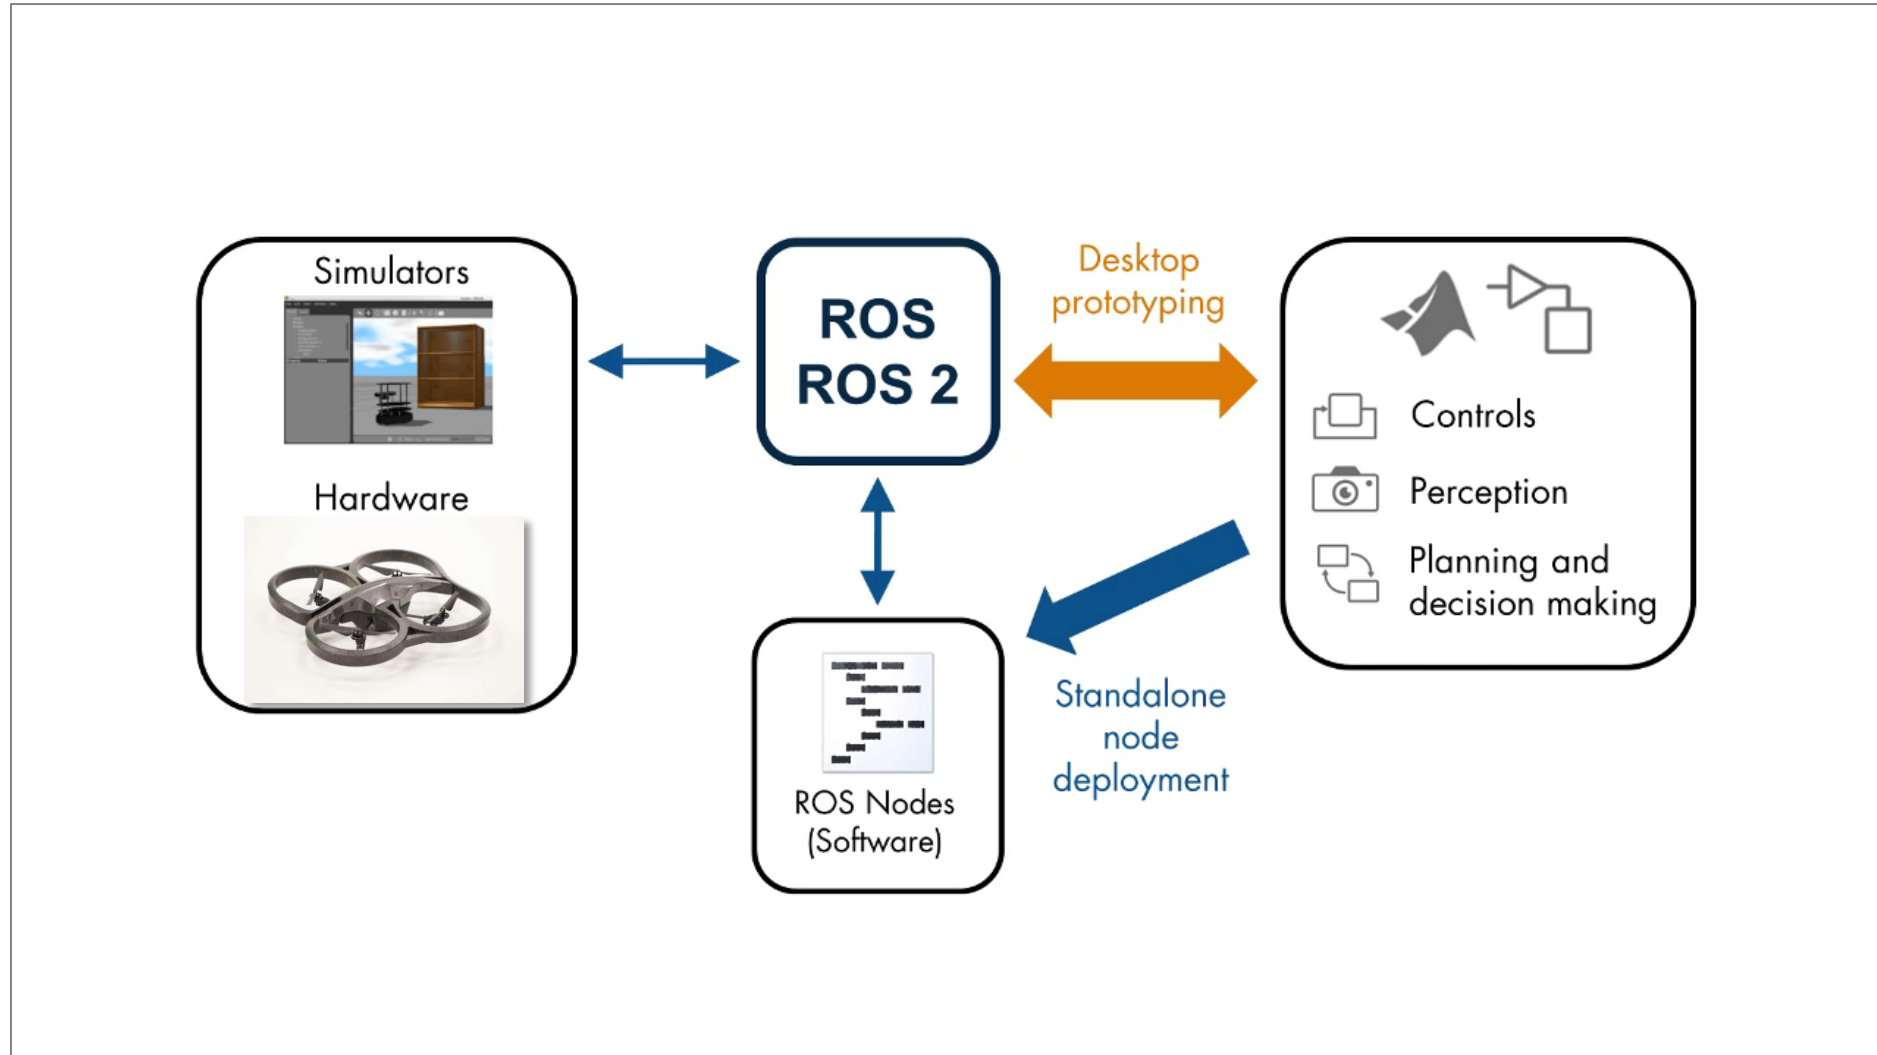 Simulators
Hardware
ROS
ROS 2
Desktop
prototyping
Controls
Perception
Planning and
decision making
Standalone
node
deployment
ROS Nodes
(Software)